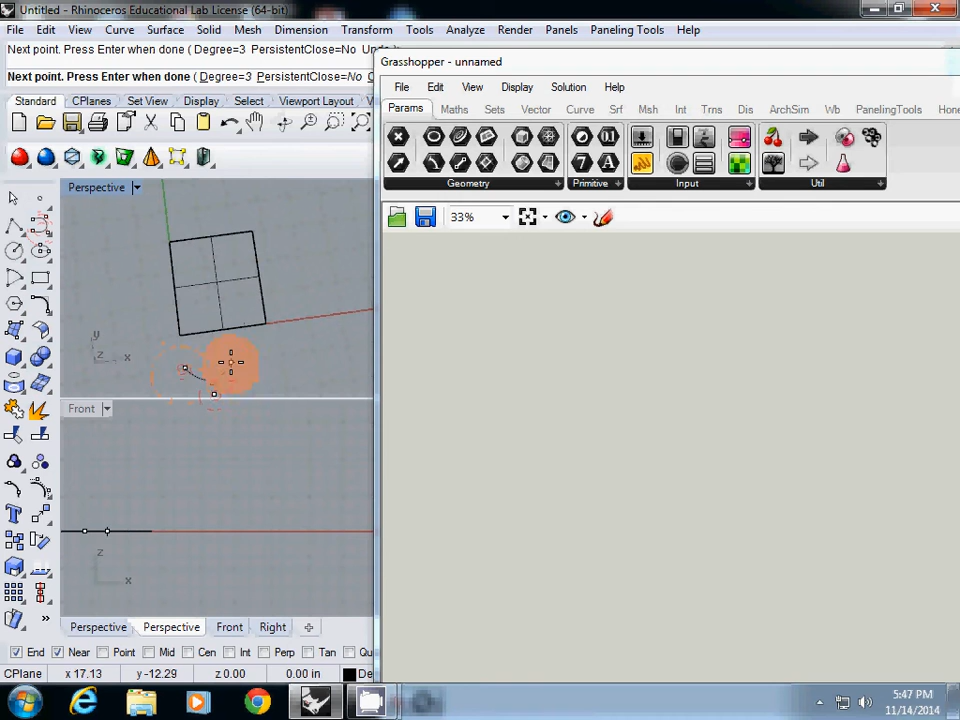 Untitled - Rhinoceros Educational Lab License (64-bit)
File Edit View Curve Surface Solid Mesh Dimension Transform Tools Analyze Render Panels Paneling Tools Help
Next point. Press Enter when done ( Degree=3 PersistentClose=No Undo ):
Next point. Press Enter when done ( Degree=3 PersistentClose=No C
Standard CPlanes Set View Display Select Viewport Layout
Grasshopper - unnamed
File Edit View Display Solution Help
Params Maths Sets Vector Curve Srf Msh Int Trns Dis ArchSim Wb PanelingTools Hone
Geometry Primitive Input Util
33%
Perspective
y
z x
Front
z
x
Perspective Perspective Front Right
End Near Point Mid Cen Int Perp Tan Qu
CPlane x 17.13 y -12.29 z 0.00 0.00 in De
5:47 PM
11/14/2014